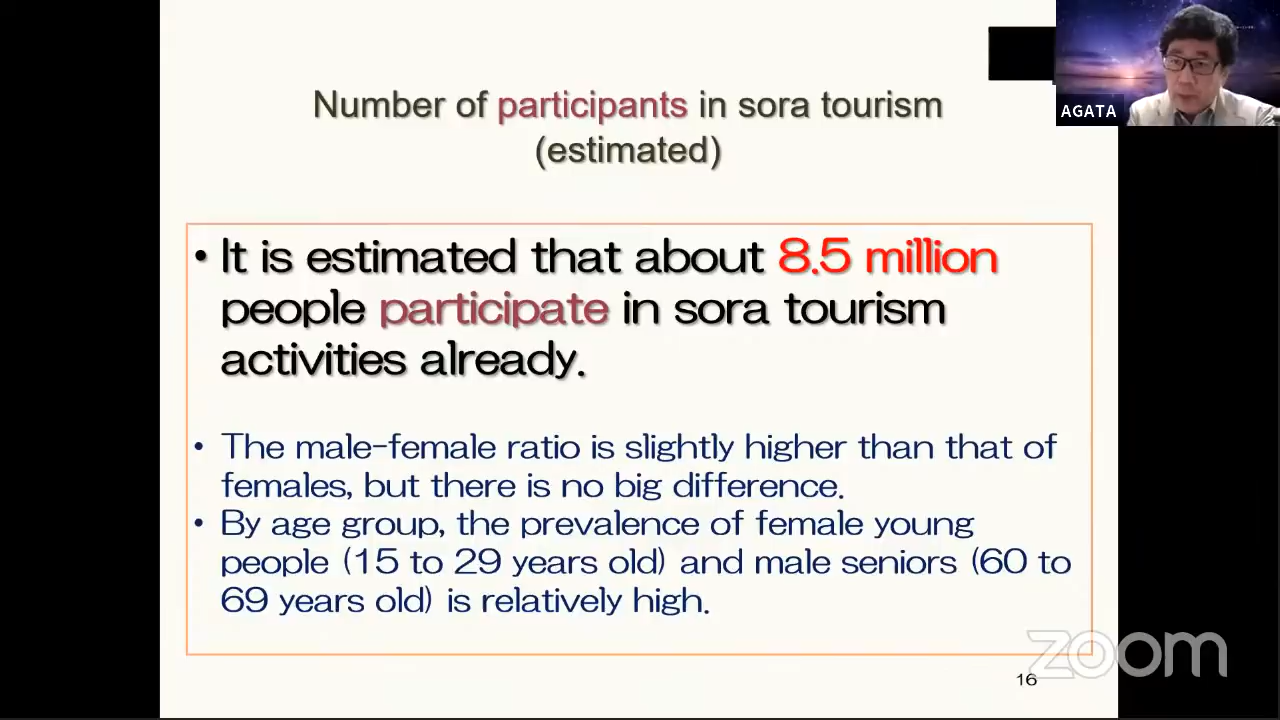 Number of participants in sora tourism
(estimated)
AGATA
• It is estimated that about 8.5 million
people participate in sora tourism
activities already.
• The male-female ratio is slightly higher than that of
females, but there is no big difference.
• By age group, the prevalence of female young
people (15 to 29 years old) and male seniors (60 to
69 years old) is relatively high.
zoom
16